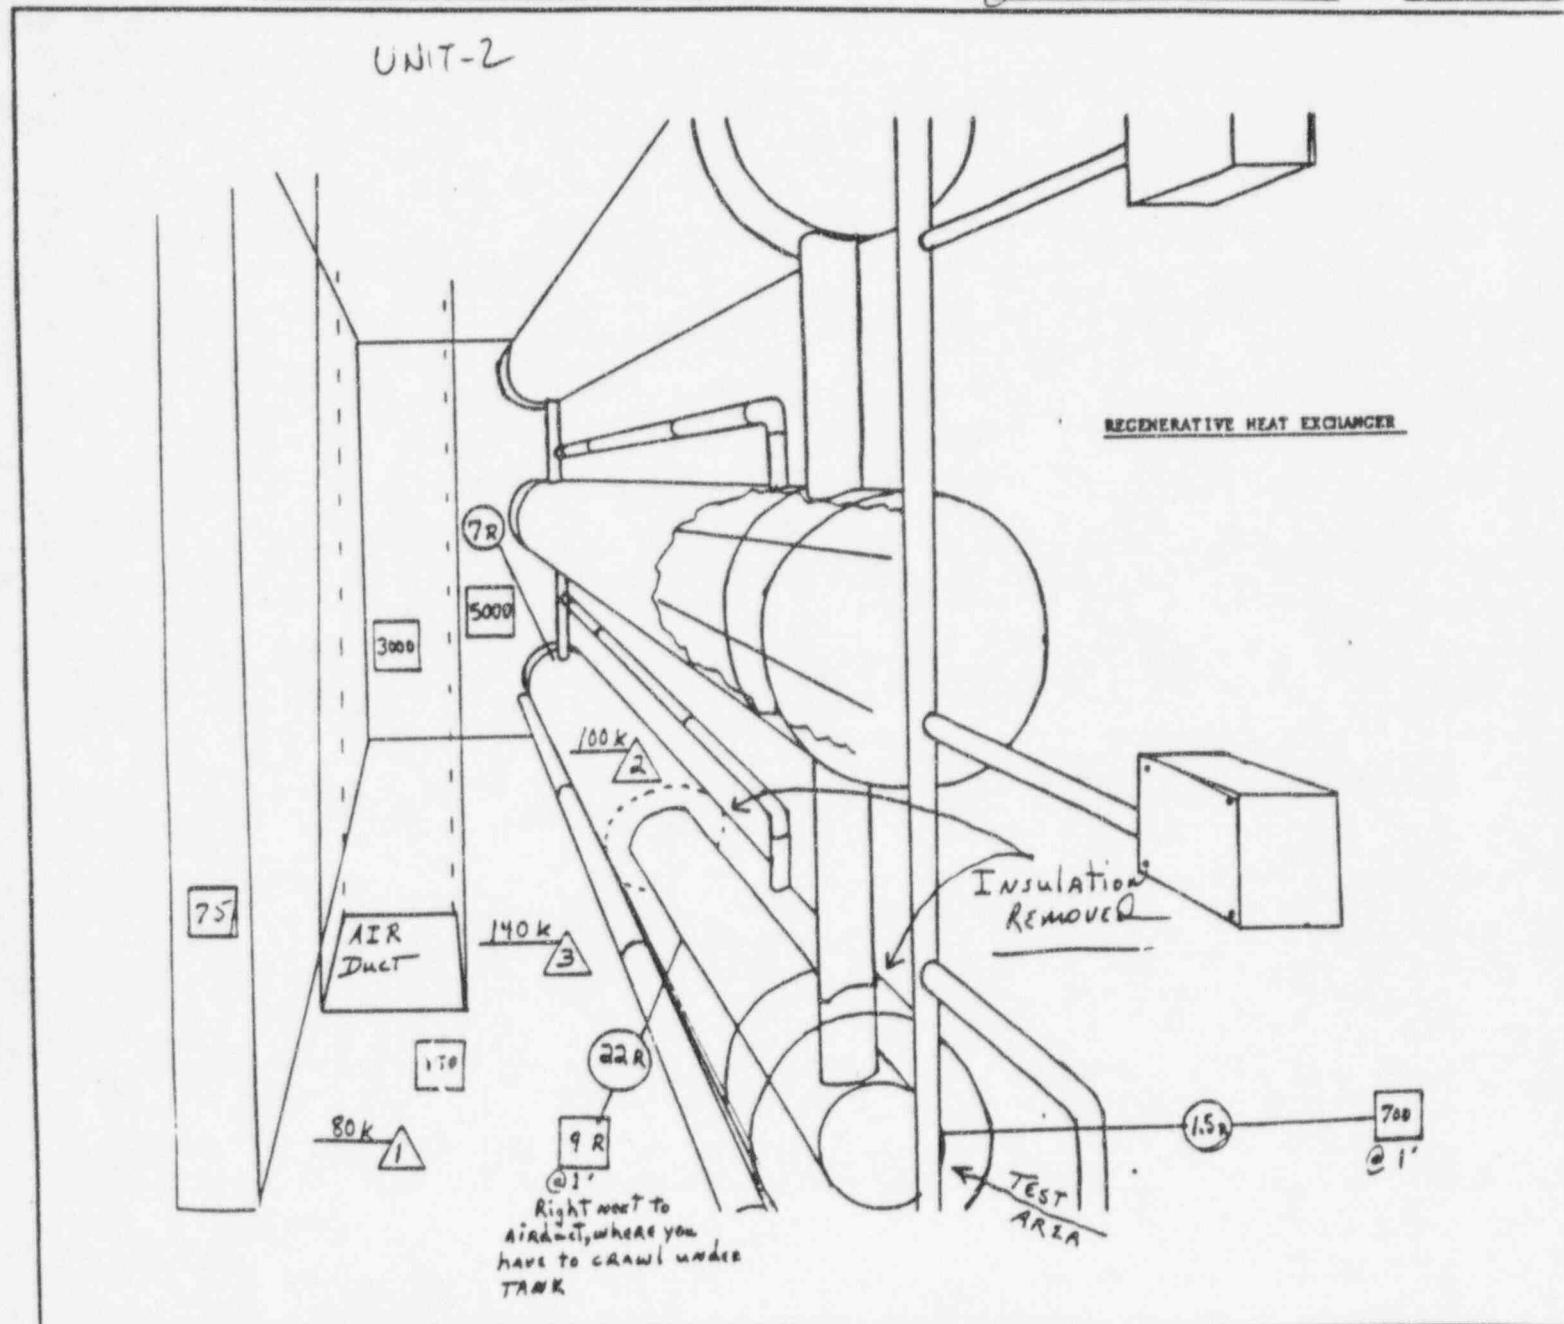 UNIT-2
REGENERATIVE HEAT EXCHANGER
7R
5000
3000
100 K
2
75
AIR
DUCT
140 K
3
INSULATION
REMOVED
22R
80 K
1
9 R
@ 1'
1.5R
700
@ 1'
TEST
AREA
Right next to
AIRduct, where you
have to CRAWL UNDER
TANK